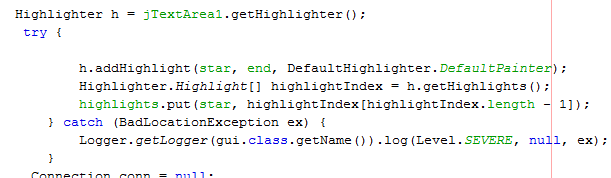 Highlighter h = jTextArea1.getHighlighter();
try {
h.addHighlight(star, end, DefaultHighlighter.DefaultPainter);
Highlighter.Highlight[] highlightIndex = h.getHighlights();
highlights.put(star, highlightIndex[highlightIndex.length - 1]);
} catch (BadLocationException ex) {
Logger.getLogger(gui.class.getName()).log(Level.SEVERE, null, ex);
}
Connection conn = null;